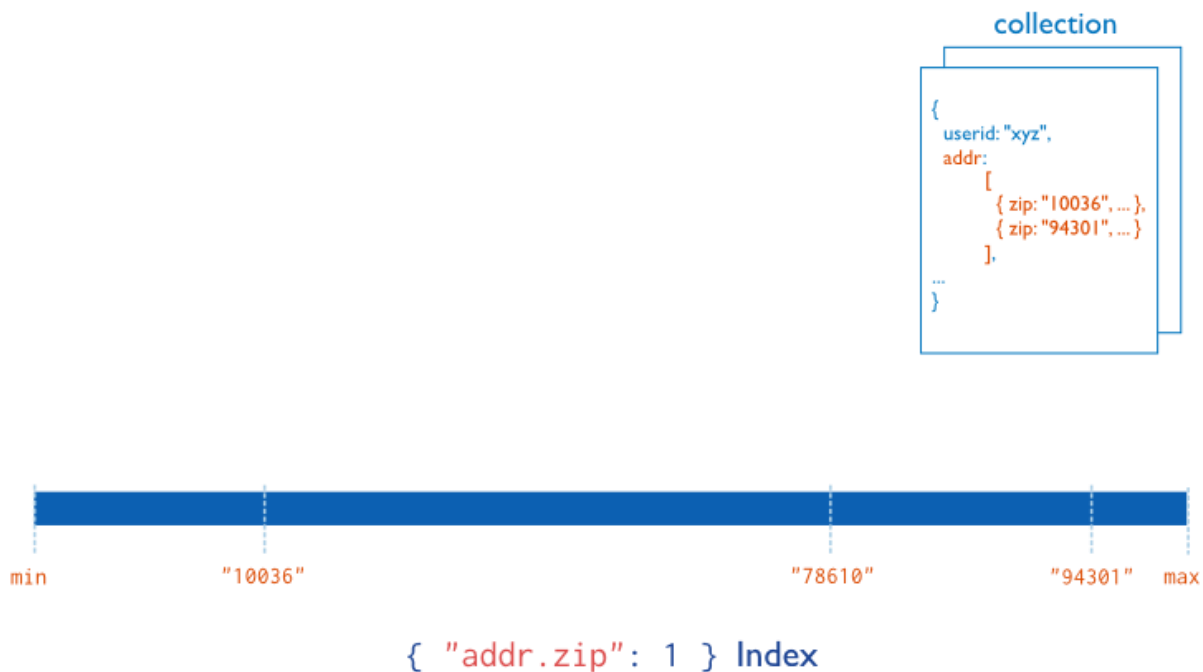 collection
{
userid: "xyz",
addr:
[
{ zip: "10036", ... },
{ zip: "94301", ... }
],
...
}
min "10036" "78610" "94301" max
{ "addr.zip": 1 } Index